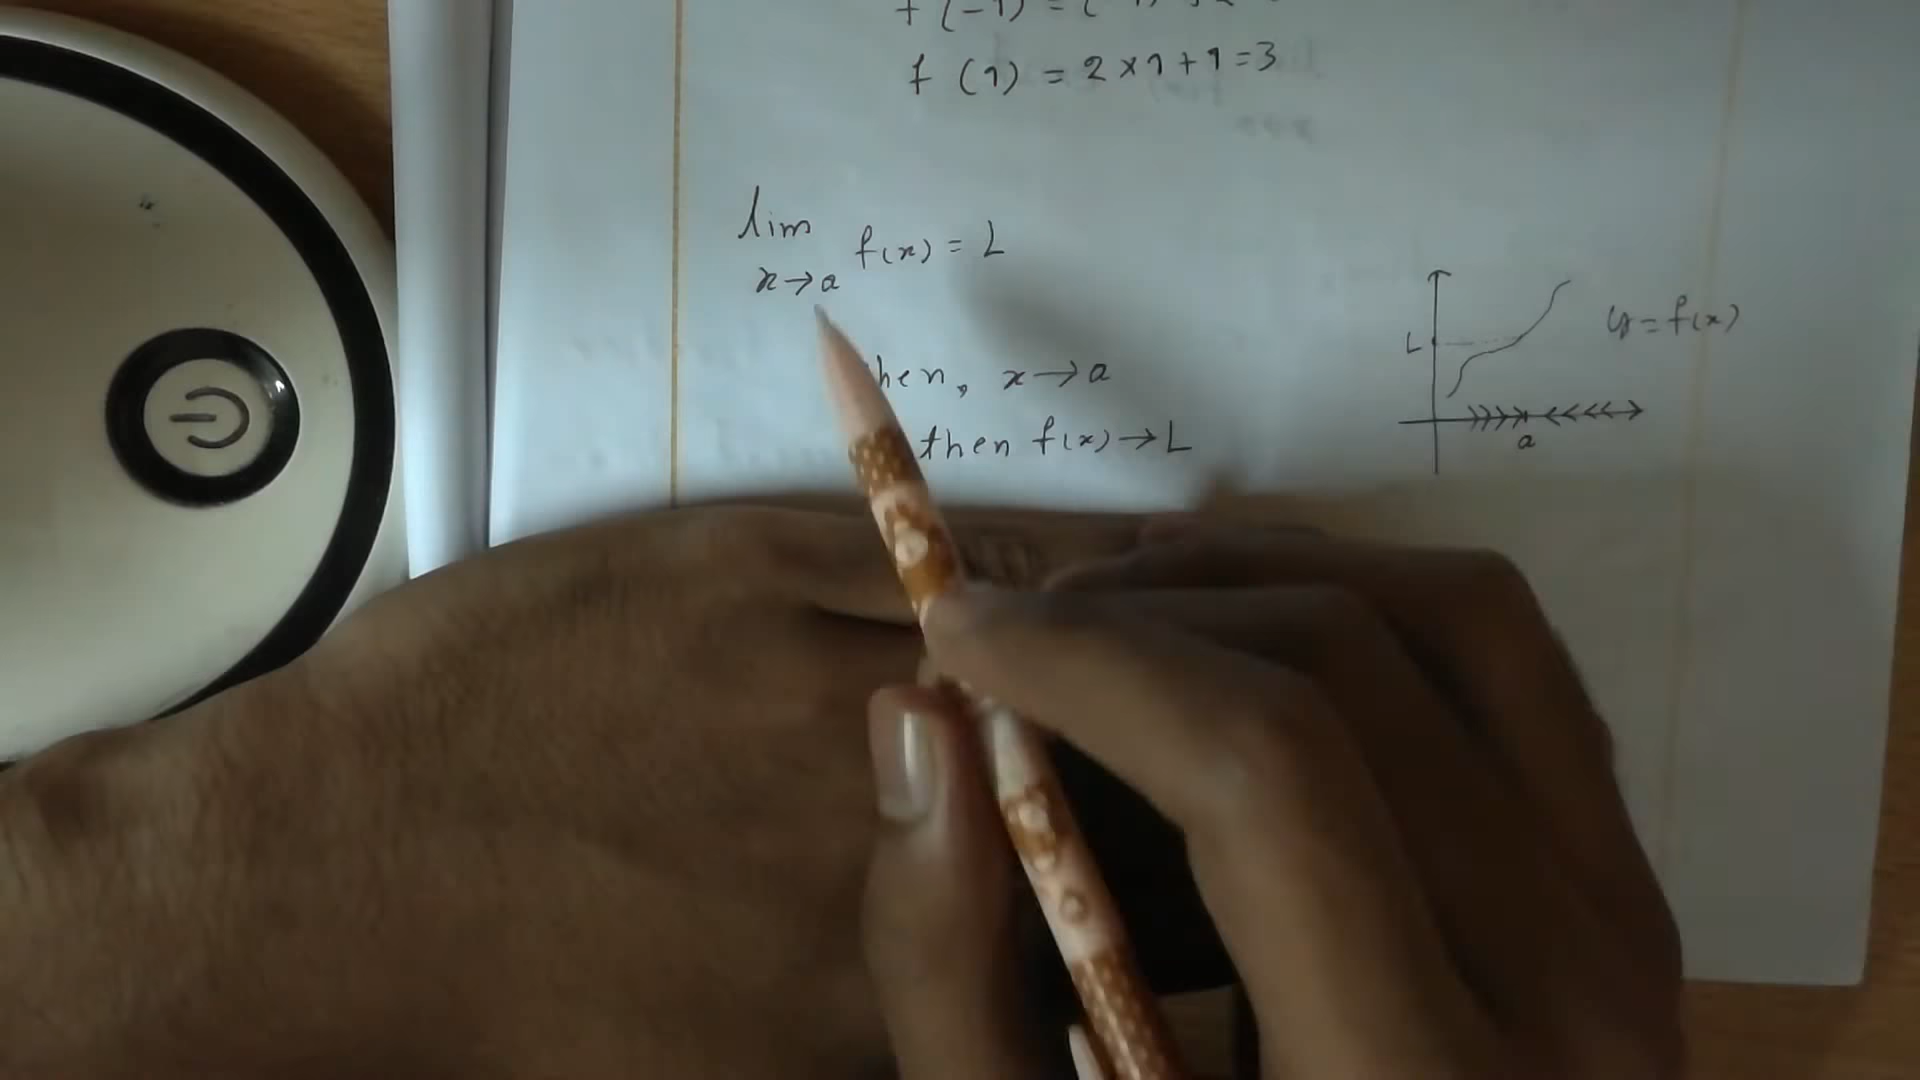 f (1) = 2 × 1 + 1 = 3
lim f(x) = L
x → a
hen, x → a
then f(x) → L
y = f(x)
L
a